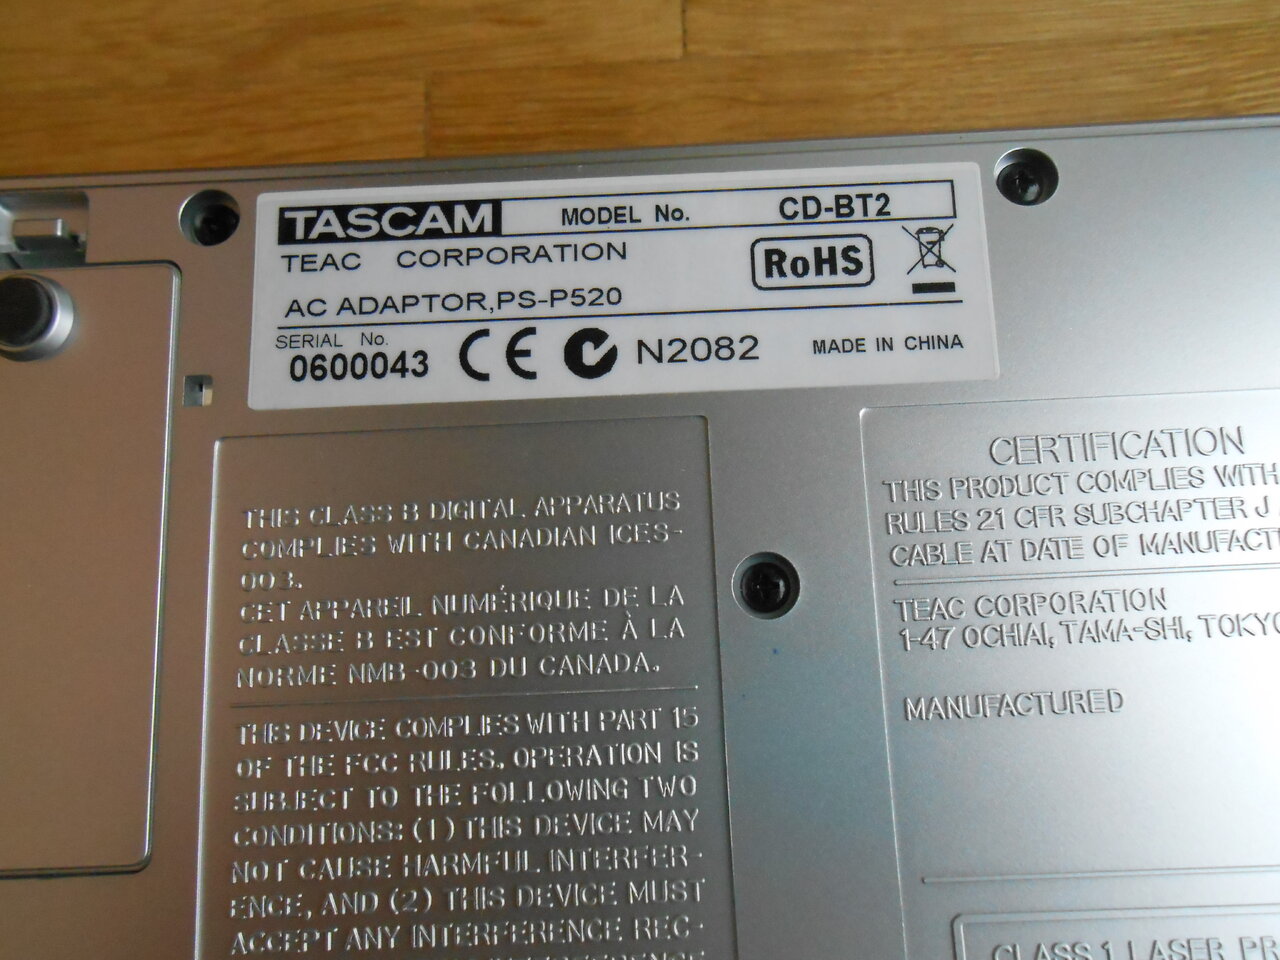 TASCAM MODEL No. CD-BT2
TEAC CORPORATION
RoHS
AC ADAPTOR,PS-P520
SERIAL No.
0600043 CE N2082 MADE IN CHINA
THIS CLASS B DIGITAL APPARATUS
COMPLIES WITH CANADIAN ICES-
003.
CET APPAREIL NUMÉRIQUE DE LA
CLASSE B EST CONFORME À LA
NORME NMB-003 DU CANADA.
THIS DEVICE COMPLIES WITH PART 15
OF THE FCC RULES. OPERATION IS
SUBJECT TO THE FOLLOWING TWO
CONDITIONS: (1) THIS DEVICE MAY
NOT CAUSE HARMFUL INTERFER-
ENCE, AND (2) THIS DEVICE MUST
ACCEPT ANY INTERFERENCE REC-
CERTIFICATION
THIS PRODUCT COMPLIES WITH
RULES 21 CFR SUBCHAPTER J
CABLE AT DATE OF MANUFACT
TEAC CORPORATION
1-47 OCHIAI, TAMA-SHI, TOKYO
MANUFACTURED
CLASS 1 LASER PR